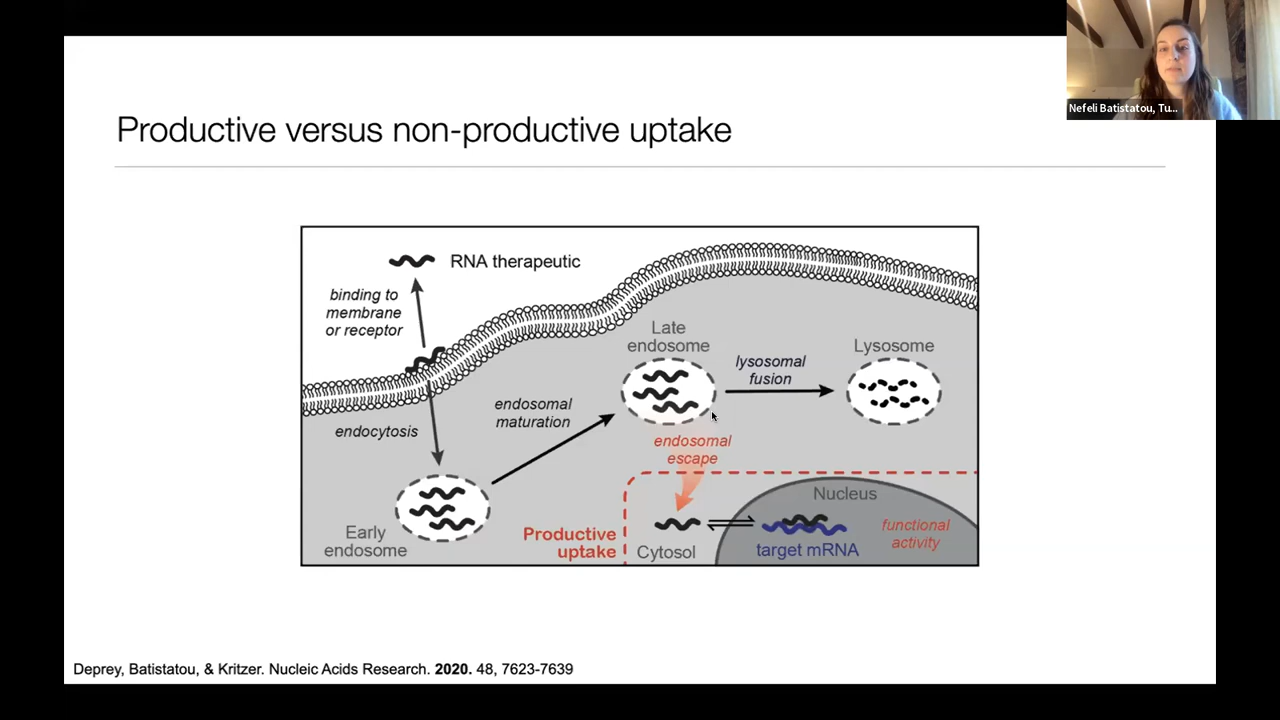 Nefeli Batistatou, Tu...
Productive versus non-productive uptake
RNA therapeutic
binding to
membrane
or receptor
Late
endosome
Lysosome
lysosomal
fusion
endosomal
maturation
endocytosis
endosomal
escape
Nucleus
Early
endosome
Productive
uptake
Cytosol
target mRNA
functional
activity
Deprey, Batistatou, & Kritzer. Nucleic Acids Research. 2020. 48, 7623-7639